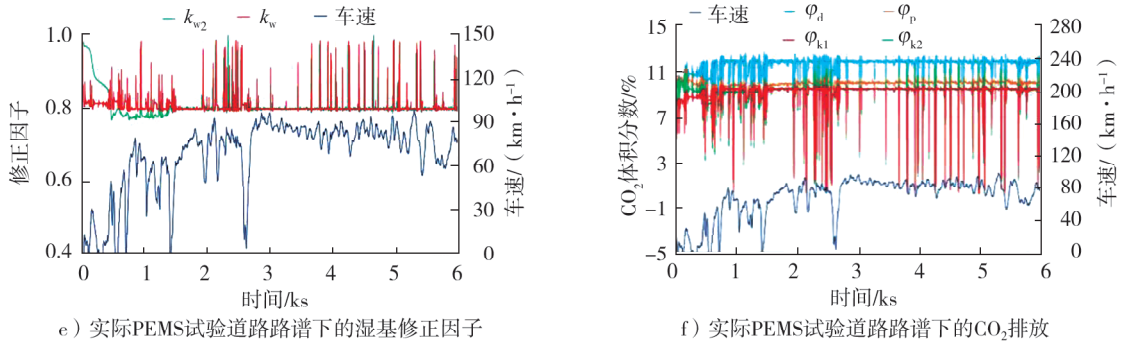 k_w2 k_w 车速
1.0
0.8
0.6
0.4
修正因子
150
120
90
60
30
0
车速/（km·h⁻¹）
0 1 2 3 4 5 6
时间/ks
e）实际PEMS试验道路路谱下的湿基修正因子
车速 φ_d φ_p
φ_k1 φ_k2
15
11
7
3
-1
-5
CO₂体积分数/%
280
240
200
160
120
80
40
0
车速/（km·h⁻¹）
0 1 2 3 4 5 6
时间/ks
f）实际PEMS试验道路路谱下的CO₂排放